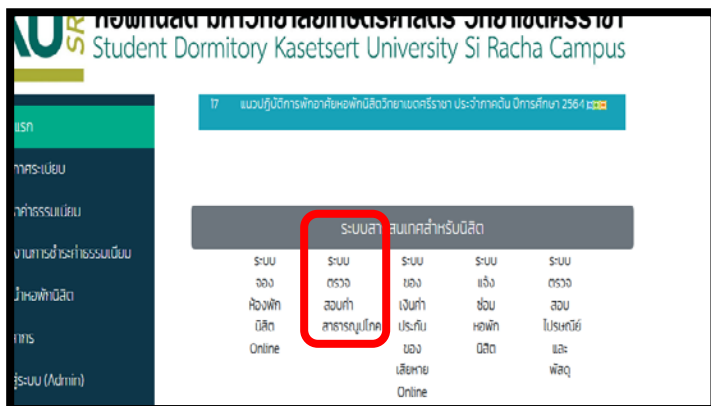 หอพักนิสิต มหาวิทยาลัยเกษตรศาสตร์ วิทยาเขตศรีราชา
KU SR
Student Dormitory Kasetsert University Si Racha Campus
17 แนวปฏิบัติการพักอาศัยหอพักนิสิตวิทยาเขตศรีราชา ประจำภาคต้น ปีการศึกษา 2564
แรก
กาศระเบียบ
าค่าธรรมเนียม
งานการชำระค่าธรรมเนียม
นำหอพักนิสิต
ากร
สู่ระบบ (Admin)
ระบบสารสนเทศสำหรับนิสิต
ระบบ
จอง
ห้องพัก
นิสิต
Online
ระบบ
ตรวจ
สอบค่า
สาธารณูปโภค
ระบบ
ของ
เงินค่า
ประกัน
ของ
เสียหาย
Online
ระบบ
แจ้ง
ซ่อม
หอพัก
นิสิต
ระบบ
ตรวจ
สอบ
ไปรษณีย์
และ
พัสดุ